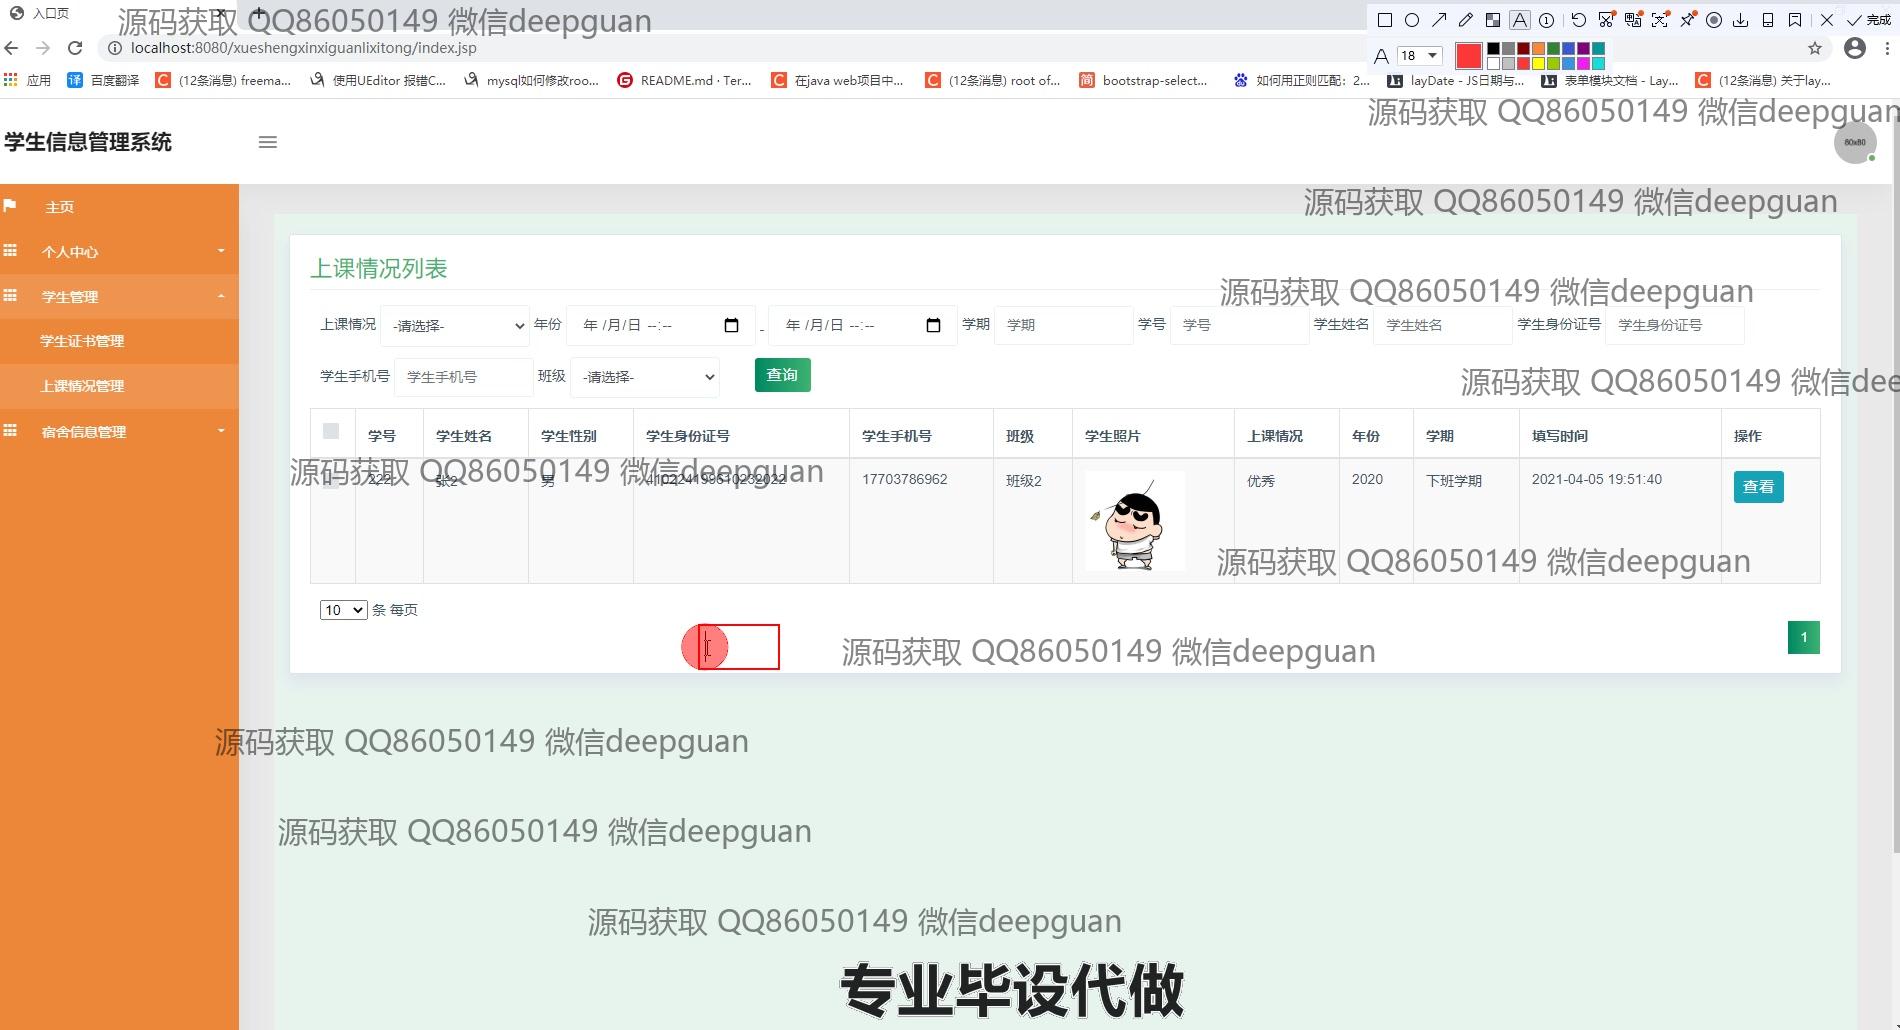 入口页
源码获取 QQ86050149 微信deepguan
完成
localhost:8080/xueshengxinxiguanlixitong/index.jsp
A 18
应用 百度翻译 (12条消息) freema... 使用UEditor 报错C... mysql如何修改roo... README.md · Ter... 在java web项目中... (12条消息) root of... bootstrap-select... 如何用正则匹配：2... layDate - JS日期与... 表单模块文档 - Lay... (12条消息) 关于lay...
源码获取 QQ86050149 微信deepguan
学生信息管理系统
80x80
源码获取 QQ86050149 微信deepguan
主页
个人中心
学生管理
学生证书管理
上课情况管理
宿舍信息管理
上课情况列表
源码获取 QQ86050149 微信deepguan
上课情况 -请选择- 年份 年 /月/日 --:-- - 年 /月/日 --:-- 学期 学期 学号 学号 学生姓名 学生姓名 学生身份证号 学生身份证号
学生手机号 学生手机号 班级 -请选择- 查询
源码获取 QQ86050149 微信dee
学号 学生姓名 学生性别 学生身份证号 学生手机号 班级 学生照片 上课情况 年份 学期 填写时间 操作
源码获取 QQ86050149 微信deepguan
222 张2 男 17703786962 班级2 优秀 2020 下班学期 2021-04-05 19:51:40 查看
源码获取 QQ86050149 微信deepguan
10 条 每页
源码获取 QQ86050149 微信deepguan
1
源码获取 QQ86050149 微信deepguan
源码获取 QQ86050149 微信deepguan
源码获取 QQ86050149 微信deepguan
专业毕设代做